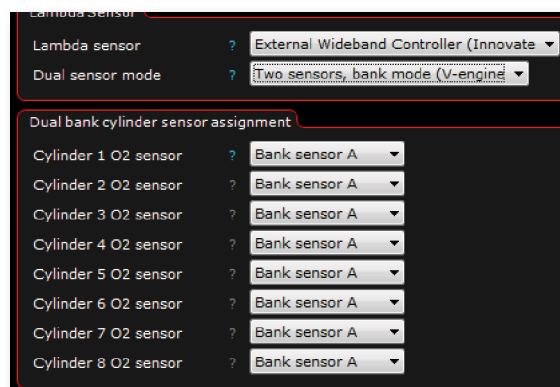 Lambda Sensor
Lambda sensor ? External Wideband Controller (Innovate
Dual sensor mode ? Two sensors, bank mode (V-engine
Dual bank cylinder sensor assignment
Cylinder 1 O2 sensor ? Bank sensor A
Cylinder 2 O2 sensor ? Bank sensor A
Cylinder 3 O2 sensor ? Bank sensor A
Cylinder 4 O2 sensor ? Bank sensor A
Cylinder 5 O2 sensor ? Bank sensor A
Cylinder 6 O2 sensor ? Bank sensor A
Cylinder 7 O2 sensor ? Bank sensor A
Cylinder 8 O2 sensor ? Bank sensor A